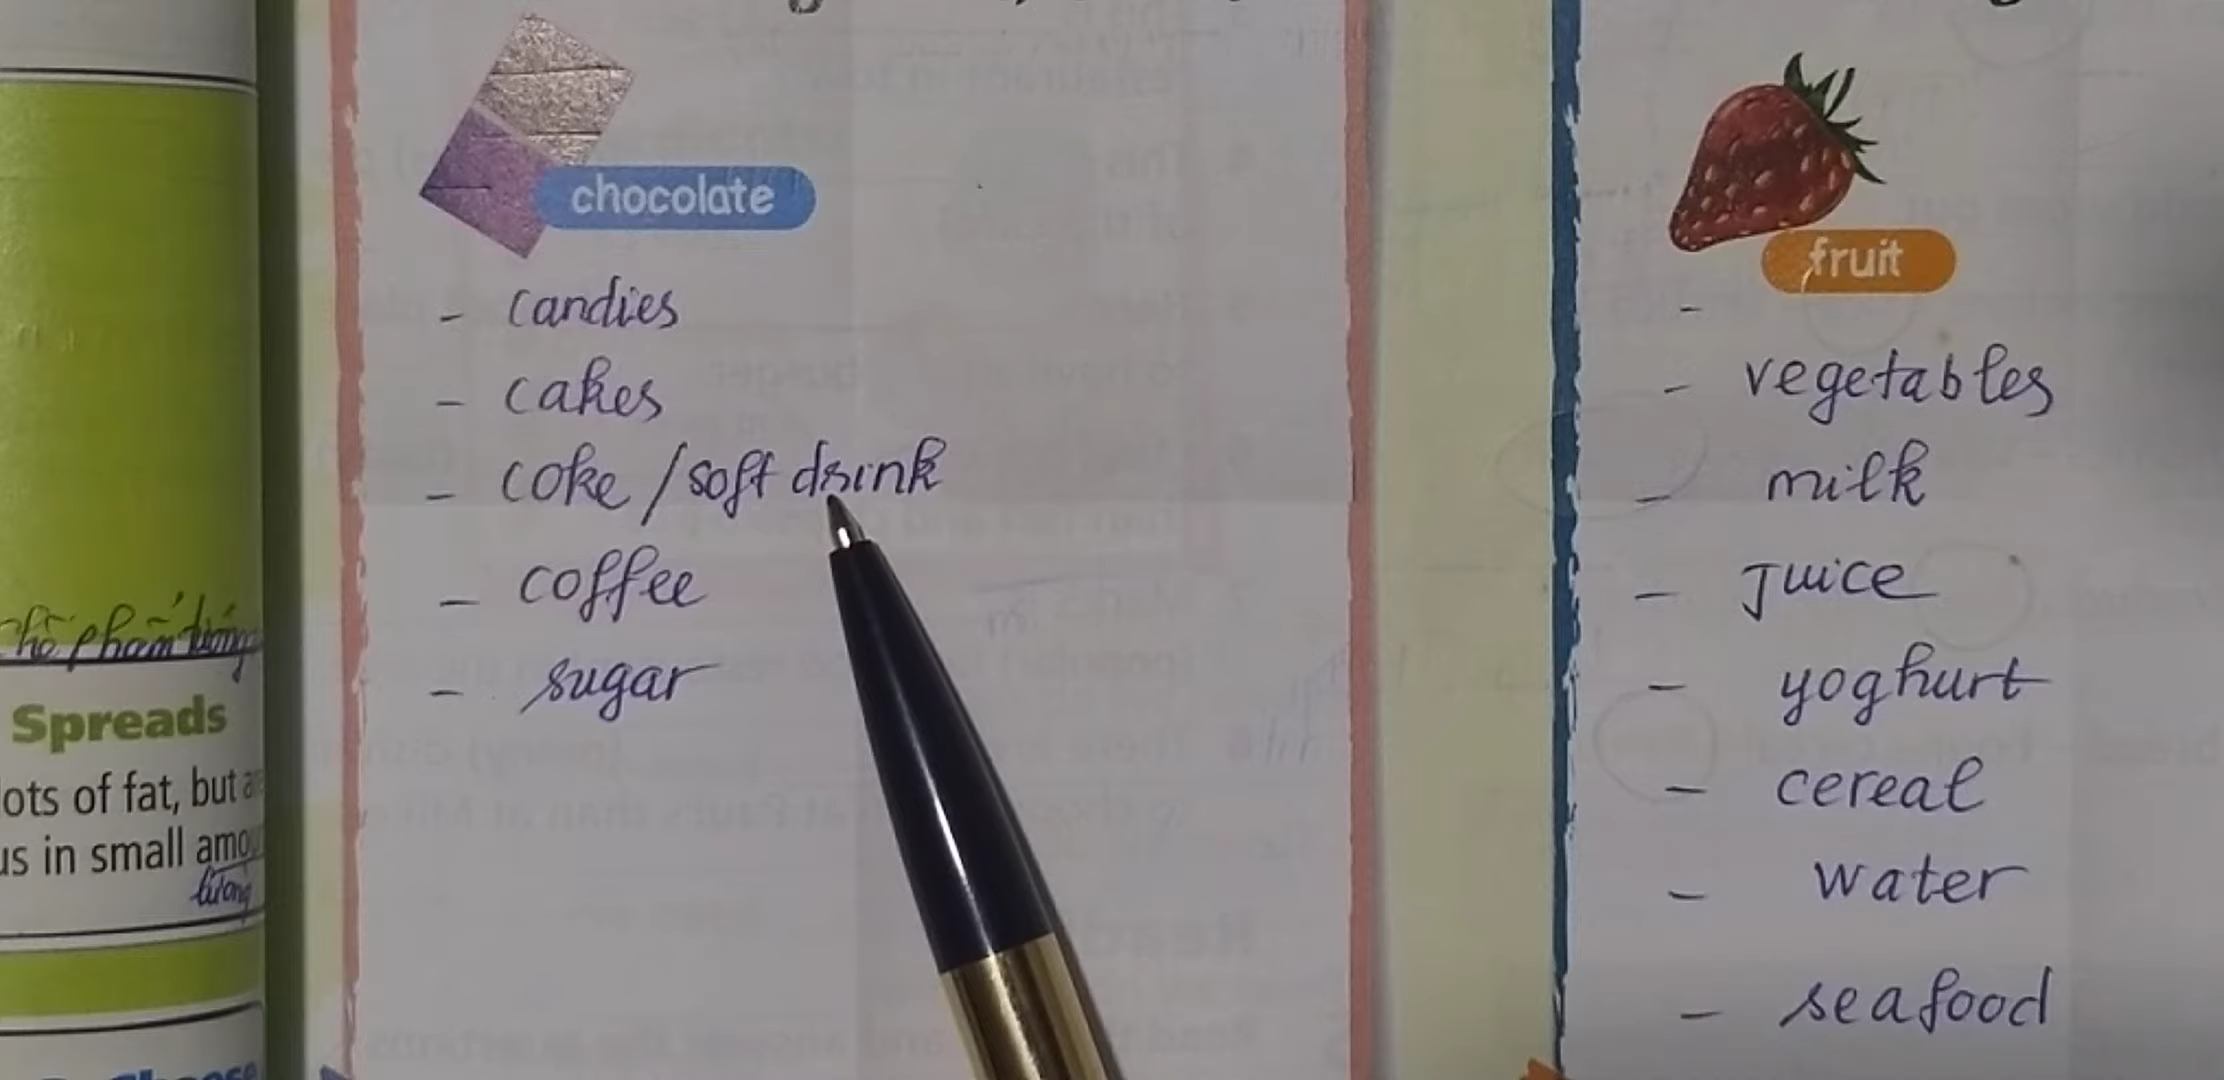 chocolate
- candies
- cakes
- coke / soft drink
- coffee
- sugar
fruit
-
- vegetables
- milk
- Juice
- yoghurt
- cereal
- water
- seafood
Spreads
lots of fat, but
us in small
lượng